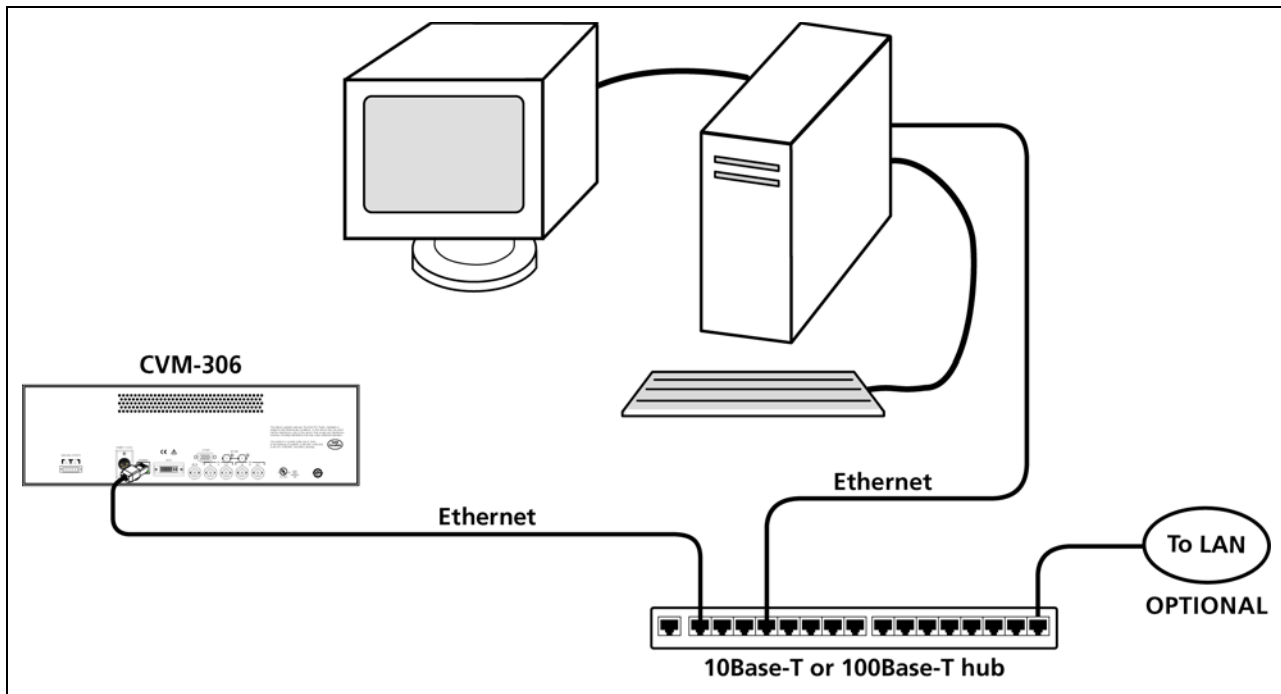 CVM-306
Ethernet
Ethernet
To LAN
OPTIONAL
10Base-T or 100Base-T hub